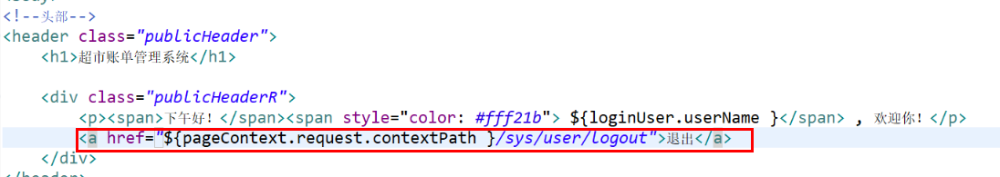 <!--头部-->
<header class="publicHeader">
<h1>超市账单管理系统</h1>
<div class="publicHeaderR">
<p><span>下午好！</span><span style="color: #fff21b"> ${loginUser.userName }</span> , 欢迎你！</p>
<a href="${pageContext.request.contextPath }/sys/user/logout">退出</a>
</div>